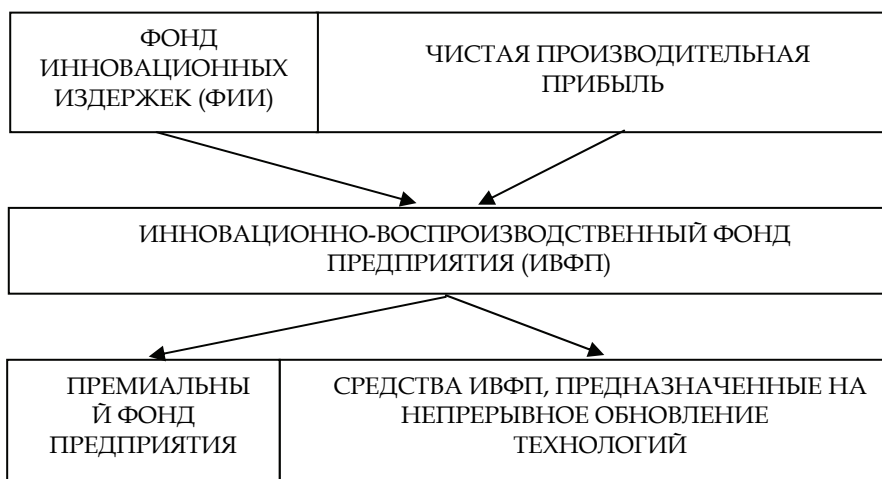 ФОНД
ИННОВАЦИОННЫХ
ИЗДЕРЖЕК (ФИИ)
ЧИСТАЯ ПРОИЗВОДИТЕЛЬНАЯ
ПРИБЫЛЬ
ИННОВАЦИОННО-ВОСПРОИЗВОДСТВЕННЫЙ ФОНД
ПРЕДПРИЯТИЯ (ИВФП)
ПРЕМИАЛЬНЫ
Й ФОНД
ПРЕДПРИЯТИЯ
СРЕДСТВА ИВФП, ПРЕДНАЗНАЧЕННЫЕ НА
НЕПРЕРЫВНОЕ ОБНОВЛЕНИЕ
ТЕХНОЛОГИЙ